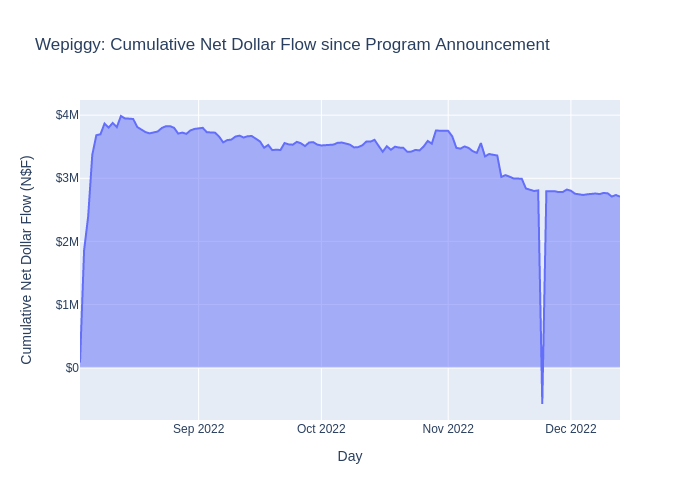 Wepiggy: Cumulative Net Dollar Flow since Program Announcement
Cumulative Net Dollar Flow (N$F)
$4M
$3M
$2M
$1M
$0
Sep 2022
Oct 2022
Nov 2022
Dec 2022
Day